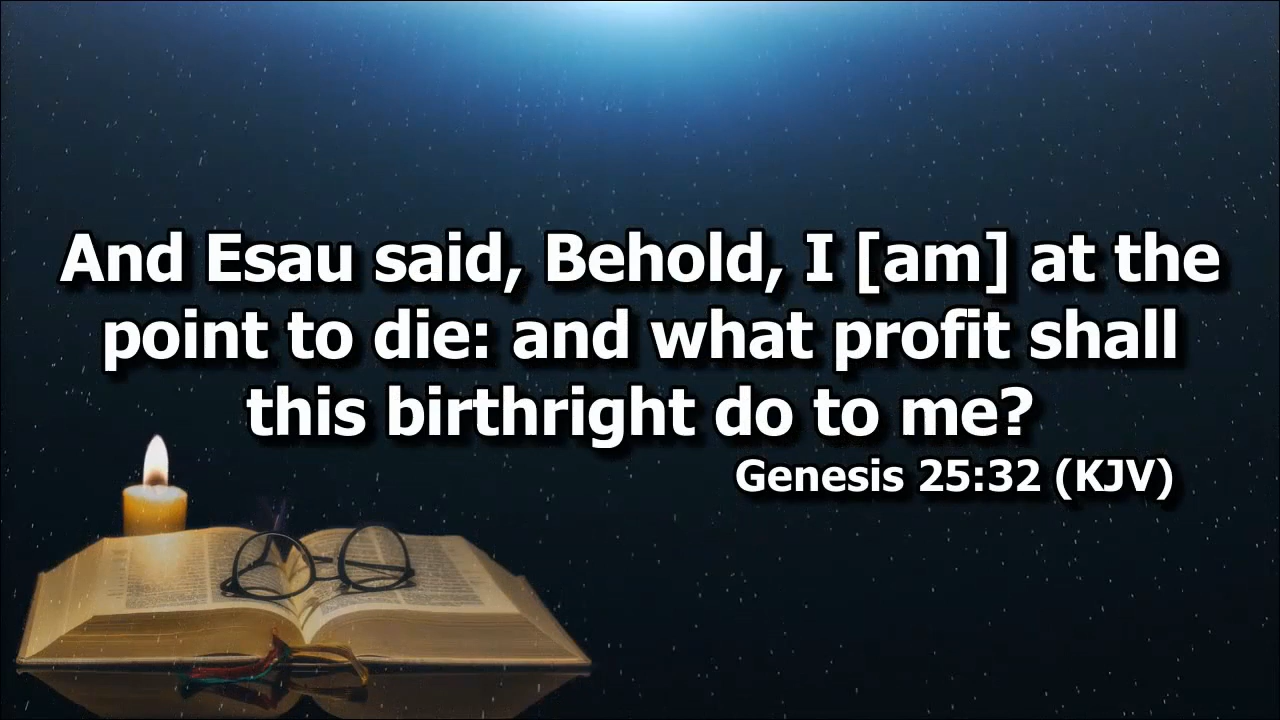 And Esau said, Behold, I [am] at the
point to die: and what profit shall
this birthright do to me?
Genesis 25:32 (KJV)